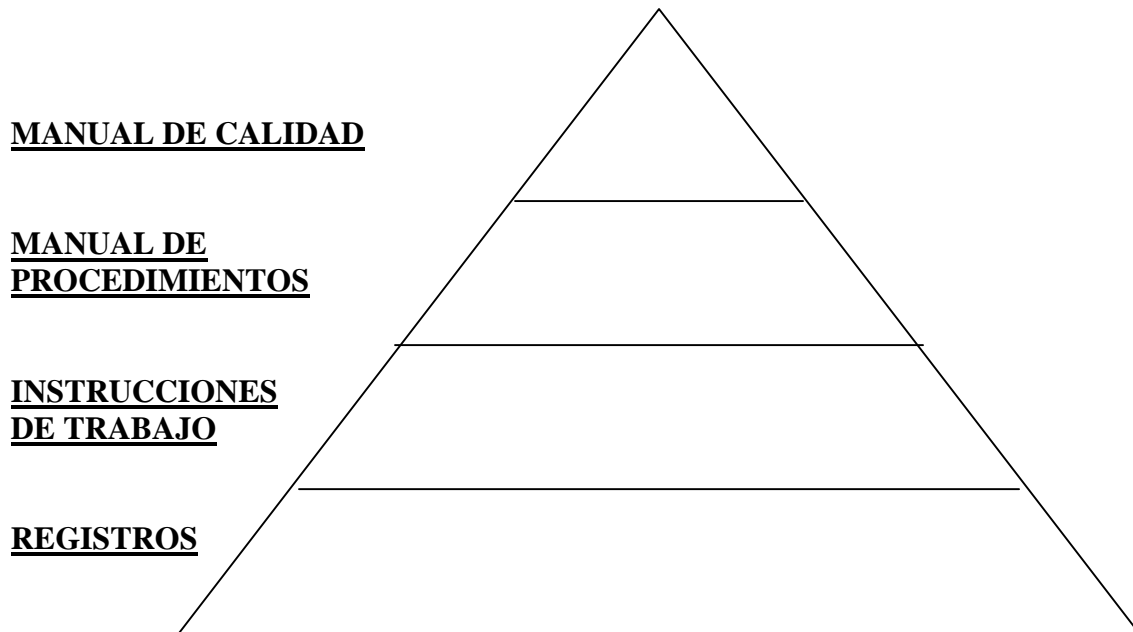 MANUAL DE CALIDAD
MANUAL DE
PROCEDIMIENTOS
INSTRUCCIONES
DE TRABAJO
REGISTROS